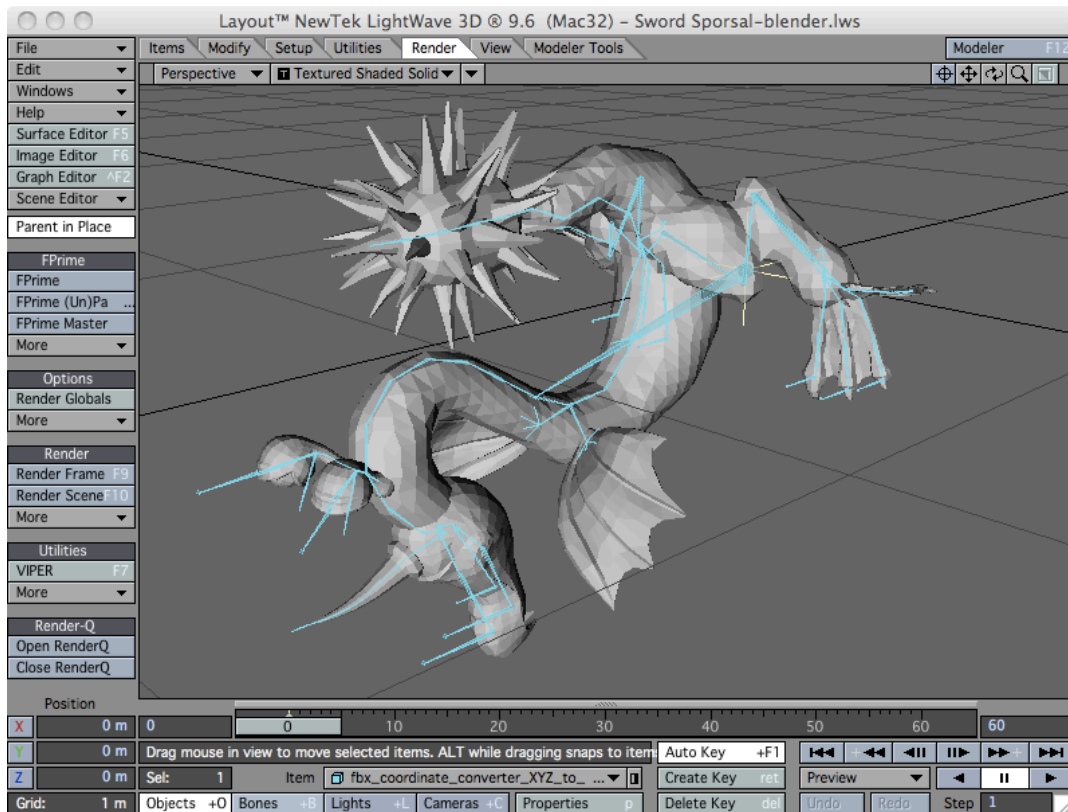 Layout™ NewTek LightWave 3D ® 9.6 (Mac32) – Sword Sporsal-blender.lws
File
Items Modify Setup Utilities Render View Modeler Tools
Modeler F12
Edit
Perspective Textured Shaded Solid
Windows
Help
Surface Editor F5
Image Editor F6
Graph Editor ^F2
Scene Editor
Parent in Place
FPrime
FPrime
FPrime (Un)Pa ...
FPrime Master
More
Options
Render Globals
More
Render
Render Frame F9
Render Scene F10
More
Utilities
VIPER F7
More
Render-Q
Open RenderQ
Close RenderQ
Position
X 0 m 0 0 10 20 30 40 50 60 60
Y 0 m Drag mouse in view to move selected items. ALT while dragging snaps to items Auto Key +F1
Z 0 m Sel: 1 Item fbx_coordinate_converter_XYZ_to_ ... Create Key ret Preview
Grid: 1 m Objects +O Bones +B Lights +L Cameras +C Properties p Delete Key del Undo Redo Step 1